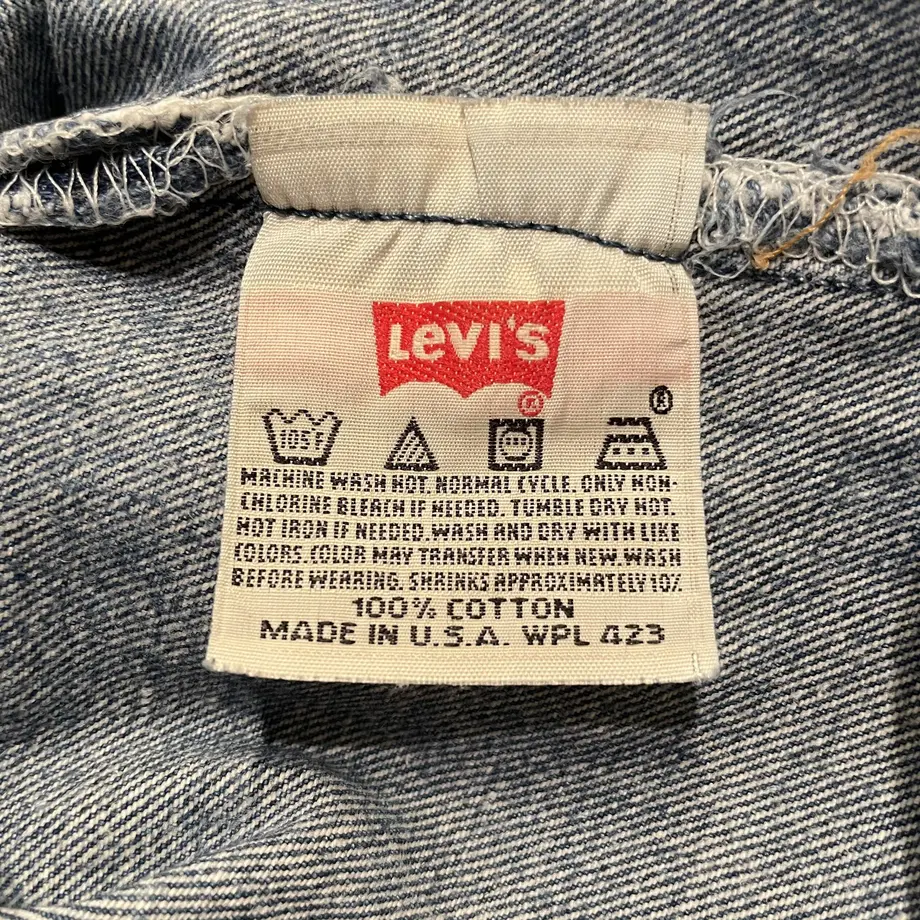 Levi's
®
®
105F
MACHINE WASH HOT. NORMAL CYCLE. ONLY NON-
CHLORINE BLEACH IF NEEDED. TUMBLE DRY HOT.
HOT IRON IF NEEDED. WASH AND DRY WITH LIKE
COLORS. COLOR MAY TRANSFER WHEN NEW. WASH
BEFORE WEARING. SHRINKS APPROXIMATELY 10%
100% COTTON
MADE IN U.S.A. WPL 423